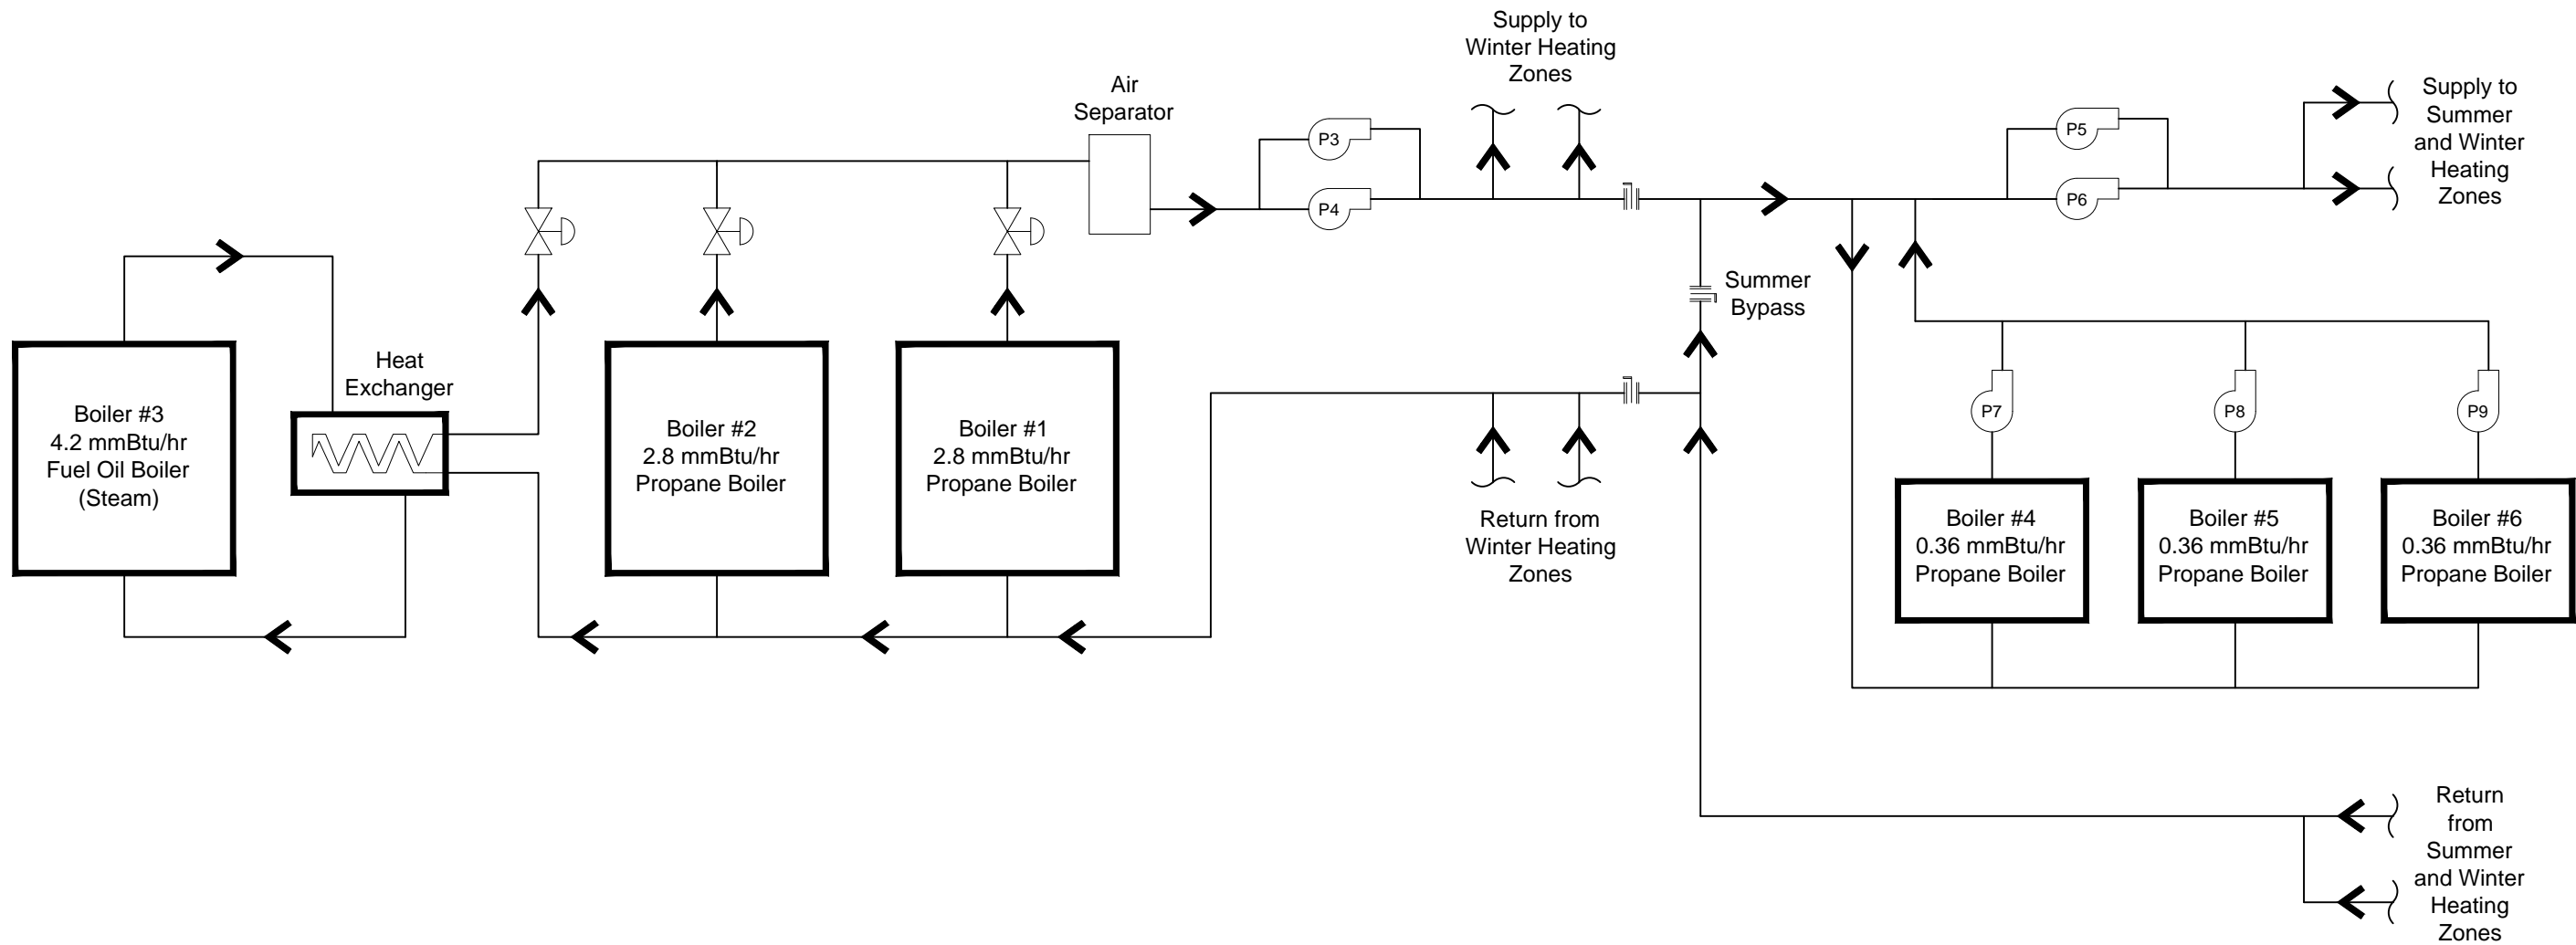 Supply to
Winter Heating
Zones
Air
Separator
Supply to
Summer
and Winter
Heating
Zones
P3
P4
P5
P6
Summer
Bypass
Heat
Exchanger
Boiler #3
4.2 mmBtu/hr
Fuel Oil Boiler
(Steam)
Boiler #2
2.8 mmBtu/hr
Propane Boiler
Boiler #1
2.8 mmBtu/hr
Propane Boiler
P7
P8
P9
Return from
Winter Heating
Zones
Boiler #4
0.36 mmBtu/hr
Propane Boiler
Boiler #5
0.36 mmBtu/hr
Propane Boiler
Boiler #6
0.36 mmBtu/hr
Propane Boiler
Return
from
Summer
and Winter
Heating
Zones